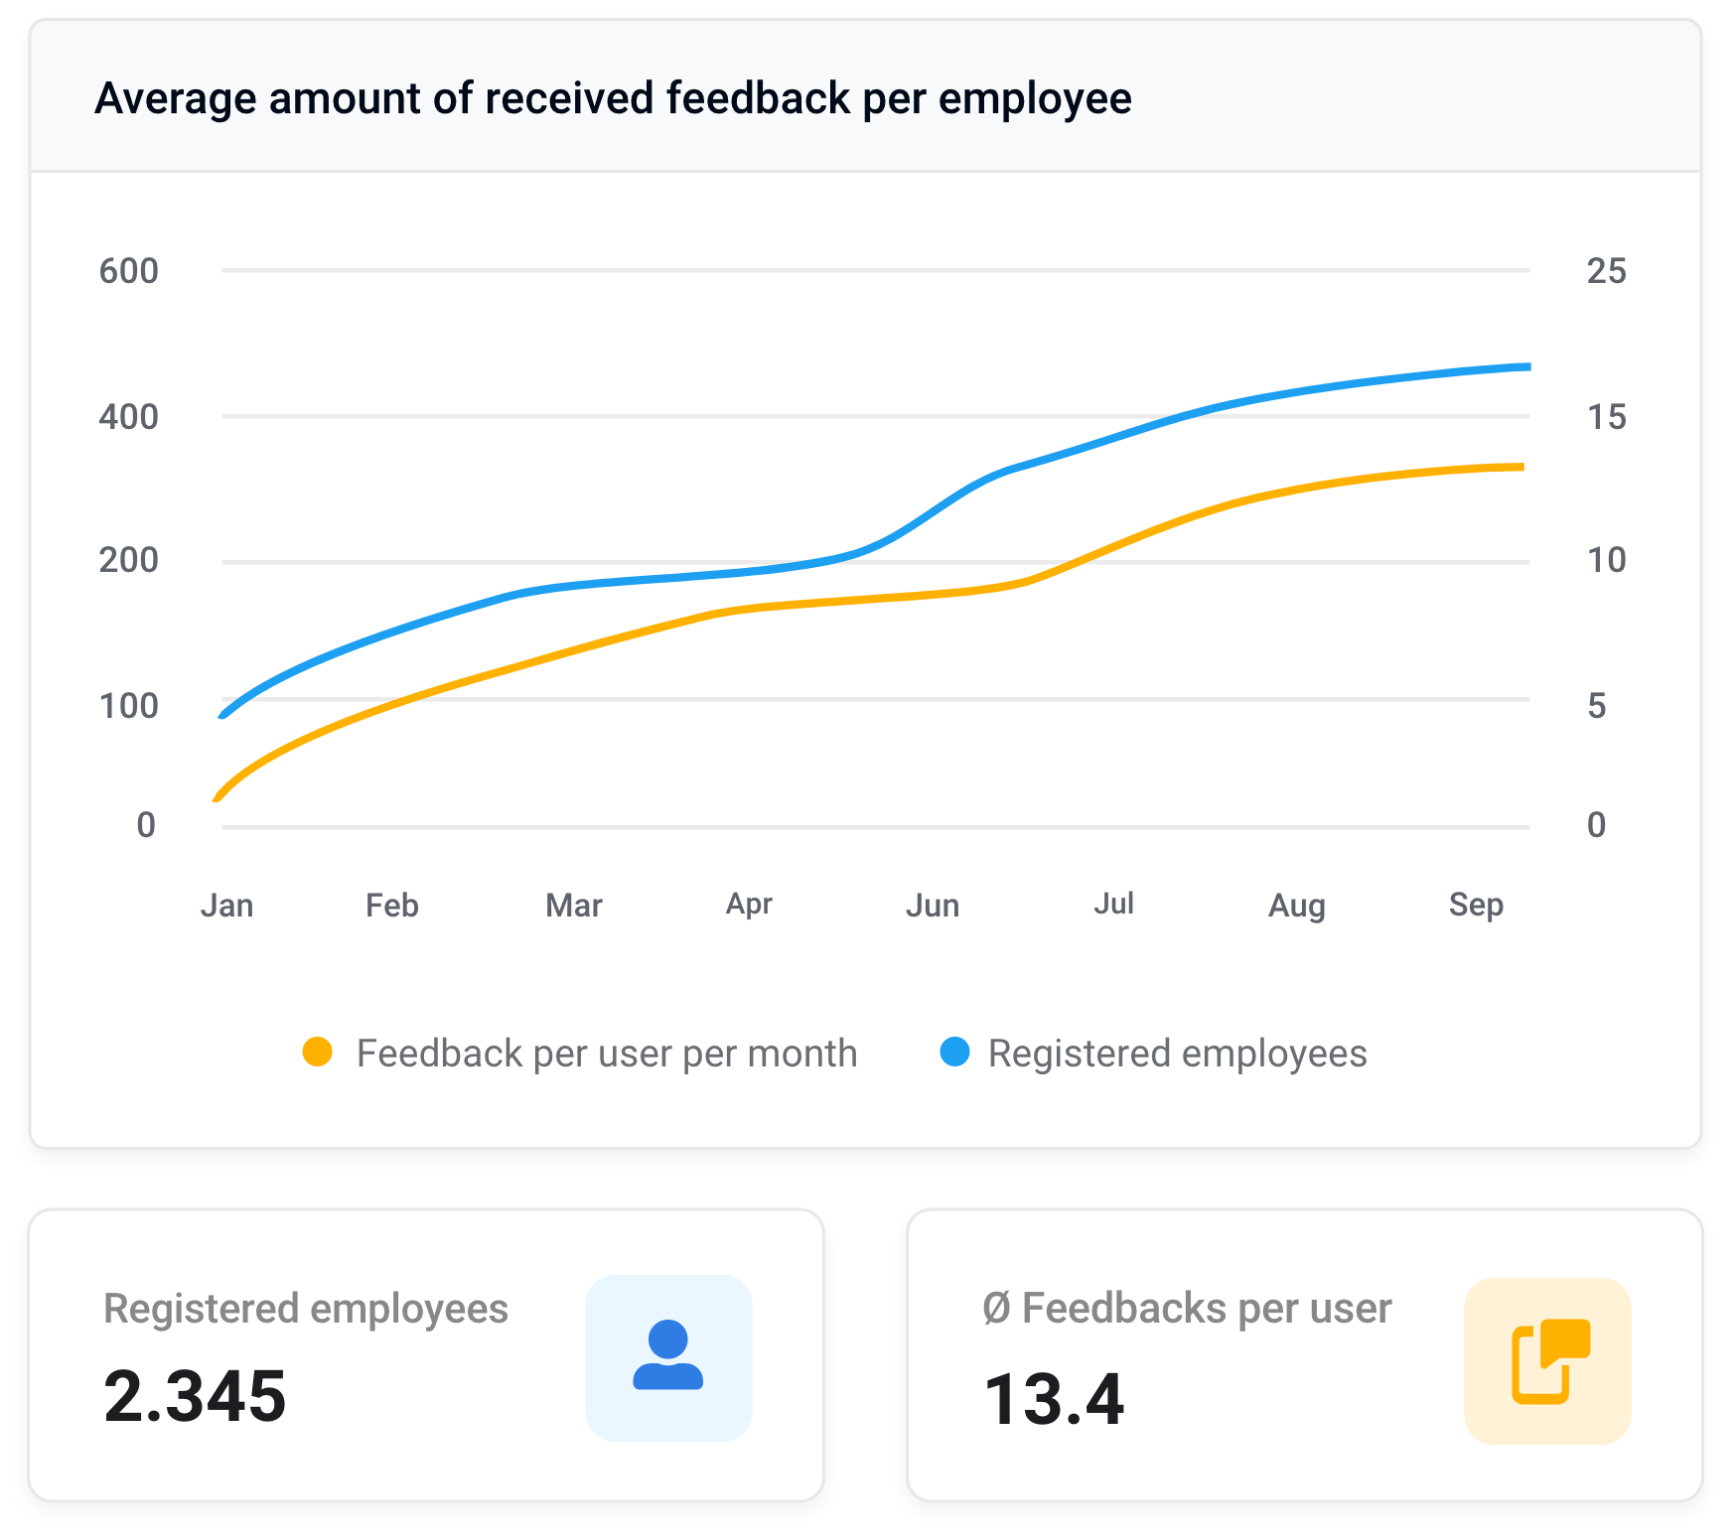 Average amount of received feedback per employee
600 25
400 15
200 10
100 5
0 0
Jan Feb Mar Apr Jun Jul Aug Sep
Feedback per user per month Registered employees
Registered employees
2.345
Ø Feedbacks per user
13.4